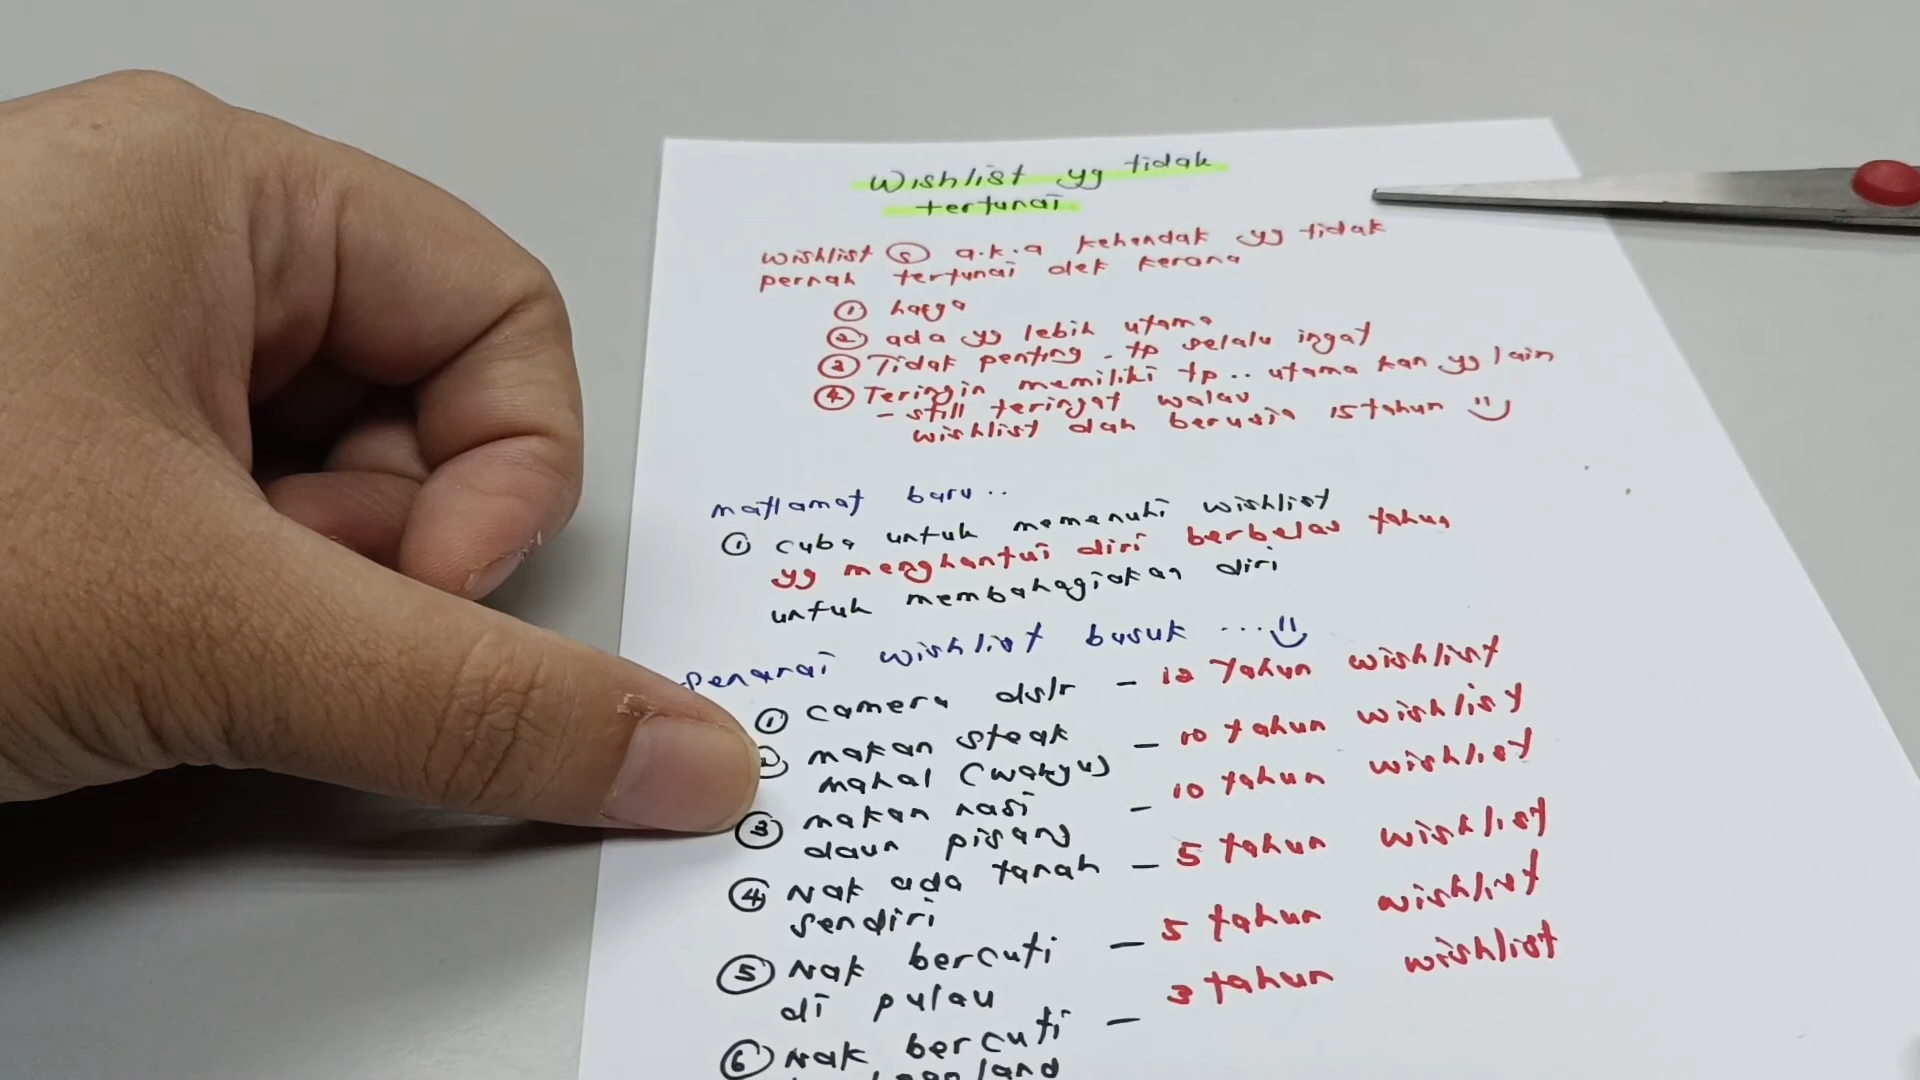 Wishlist yg tidak
tertunai
wishlist (s) a.k.a kehendak yg tidak
pernah tertunai dek kerana
① harga
② ada yg lebih utama
③ Tidak penting - tp selalu ingat
④ Teringin memiliki tp.. utama kan yg lain
- still teringat walau
wishlist dah berusia 15 tahun
matlamat baru..
① cuba untuk memenuhi wishlist
yg menghantui diri berbelas tahun
untuk membahagiakan diri
Senarai wishlist busuk ...
① camera dslr - 12 tahun wishlist
② makan steak - 10 tahun wishlist
mahal (wakyu)
③ makan nasi - 10 tahun wishlist
daun pisang
④ Nak ada tanah - 5 tahun wishlist
sendiri
⑤ Nak bercuti - 5 tahun wishlist
di pulau
⑥ Nak bercuti - 3 tahun wishlist